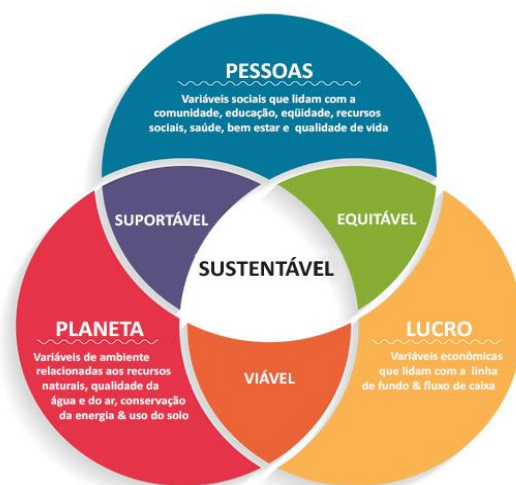 PESSOAS
Variáveis sociais que lidam com a
comunidade, educação, eqüidade, recursos
sociais, saúde, bem estar e qualidade de vida
SUPORTÁVEL
EQUITÁVEL
SUSTENTÁVEL
PLANETA
Variáveis de ambiente
relacionadas aos recursos
naturais, qualidade da
água e do ar, conservação
da energia & uso do solo
LUCRO
Variáveis econômicas
que lidam com a linha
de fundo & fluxo de caixa
VIÁVEL